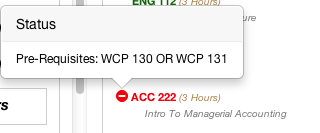 ENG 112 (3 Hours)
Status
Pre-Requisites: WCP 130 OR WCP 131
ACC 222 (3 Hours)
Intro To Managerial Accounting